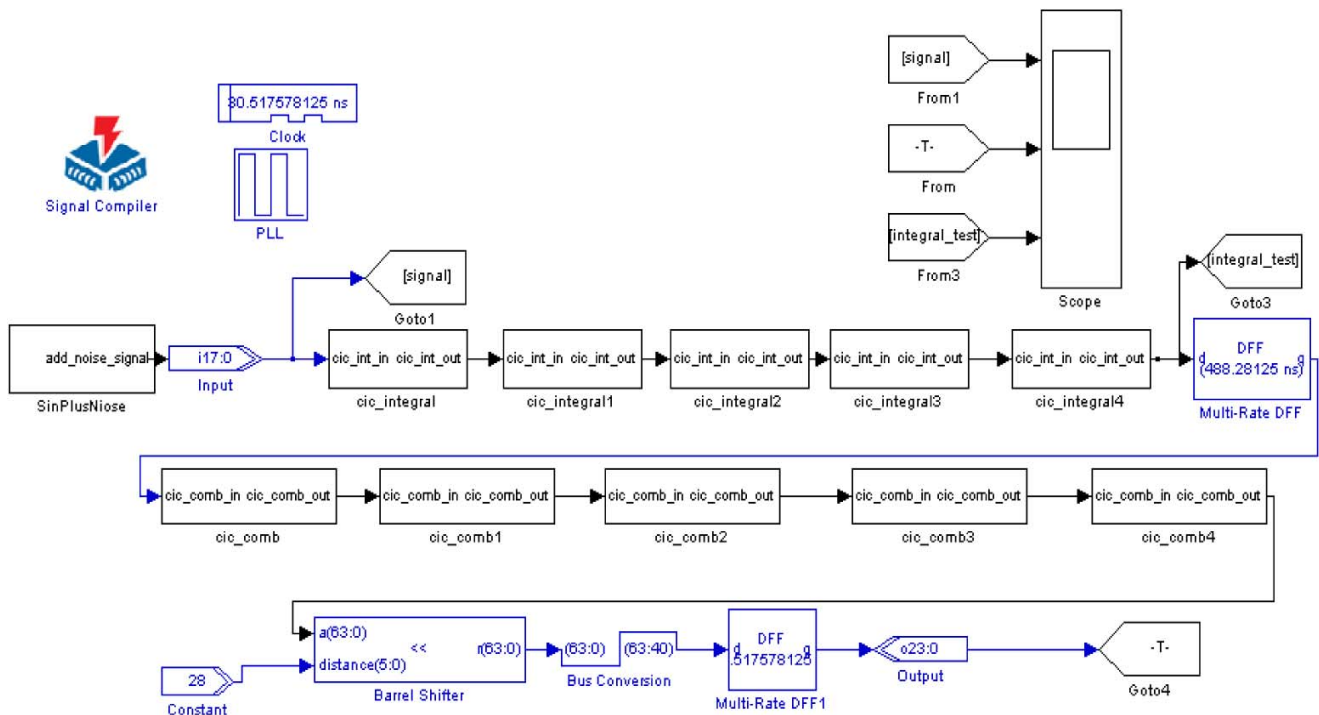 [signal]
From1
30.517578125 ns
Clock
-T-
From
Signal Compiler
PLL
[integral_test]
From3
Scope
[signal]
Goto1
[integral_test]
Goto3
add_noise_signal
SinPlusNiose
i17:0
Input
cic_int_in cic_int_out
cic_integral
cic_int_in cic_int_out
cic_integral1
cic_int_in cic_int_out
cic_integral2
cic_int_in cic_int_out
cic_integral3
cic_int_in cic_int_out
cic_integral4
d DFF q
(488.28125 ns)
Multi-Rate DFF
cic_comb_in cic_comb_out
cic_comb
cic_comb_in cic_comb_out
cic_comb1
cic_comb_in cic_comb_out
cic_comb2
cic_comb_in cic_comb_out
cic_comb3
cic_comb_in cic_comb_out
cic_comb4
a(63:0)
<<
r(63:0)
distance(5:0)
Barrel Shifter
28
Constant
(63:0) (63:40)
Bus Conversion
d DFF q
.517578125
Multi-Rate DFF1
o23:0
Output
-T-
Goto4